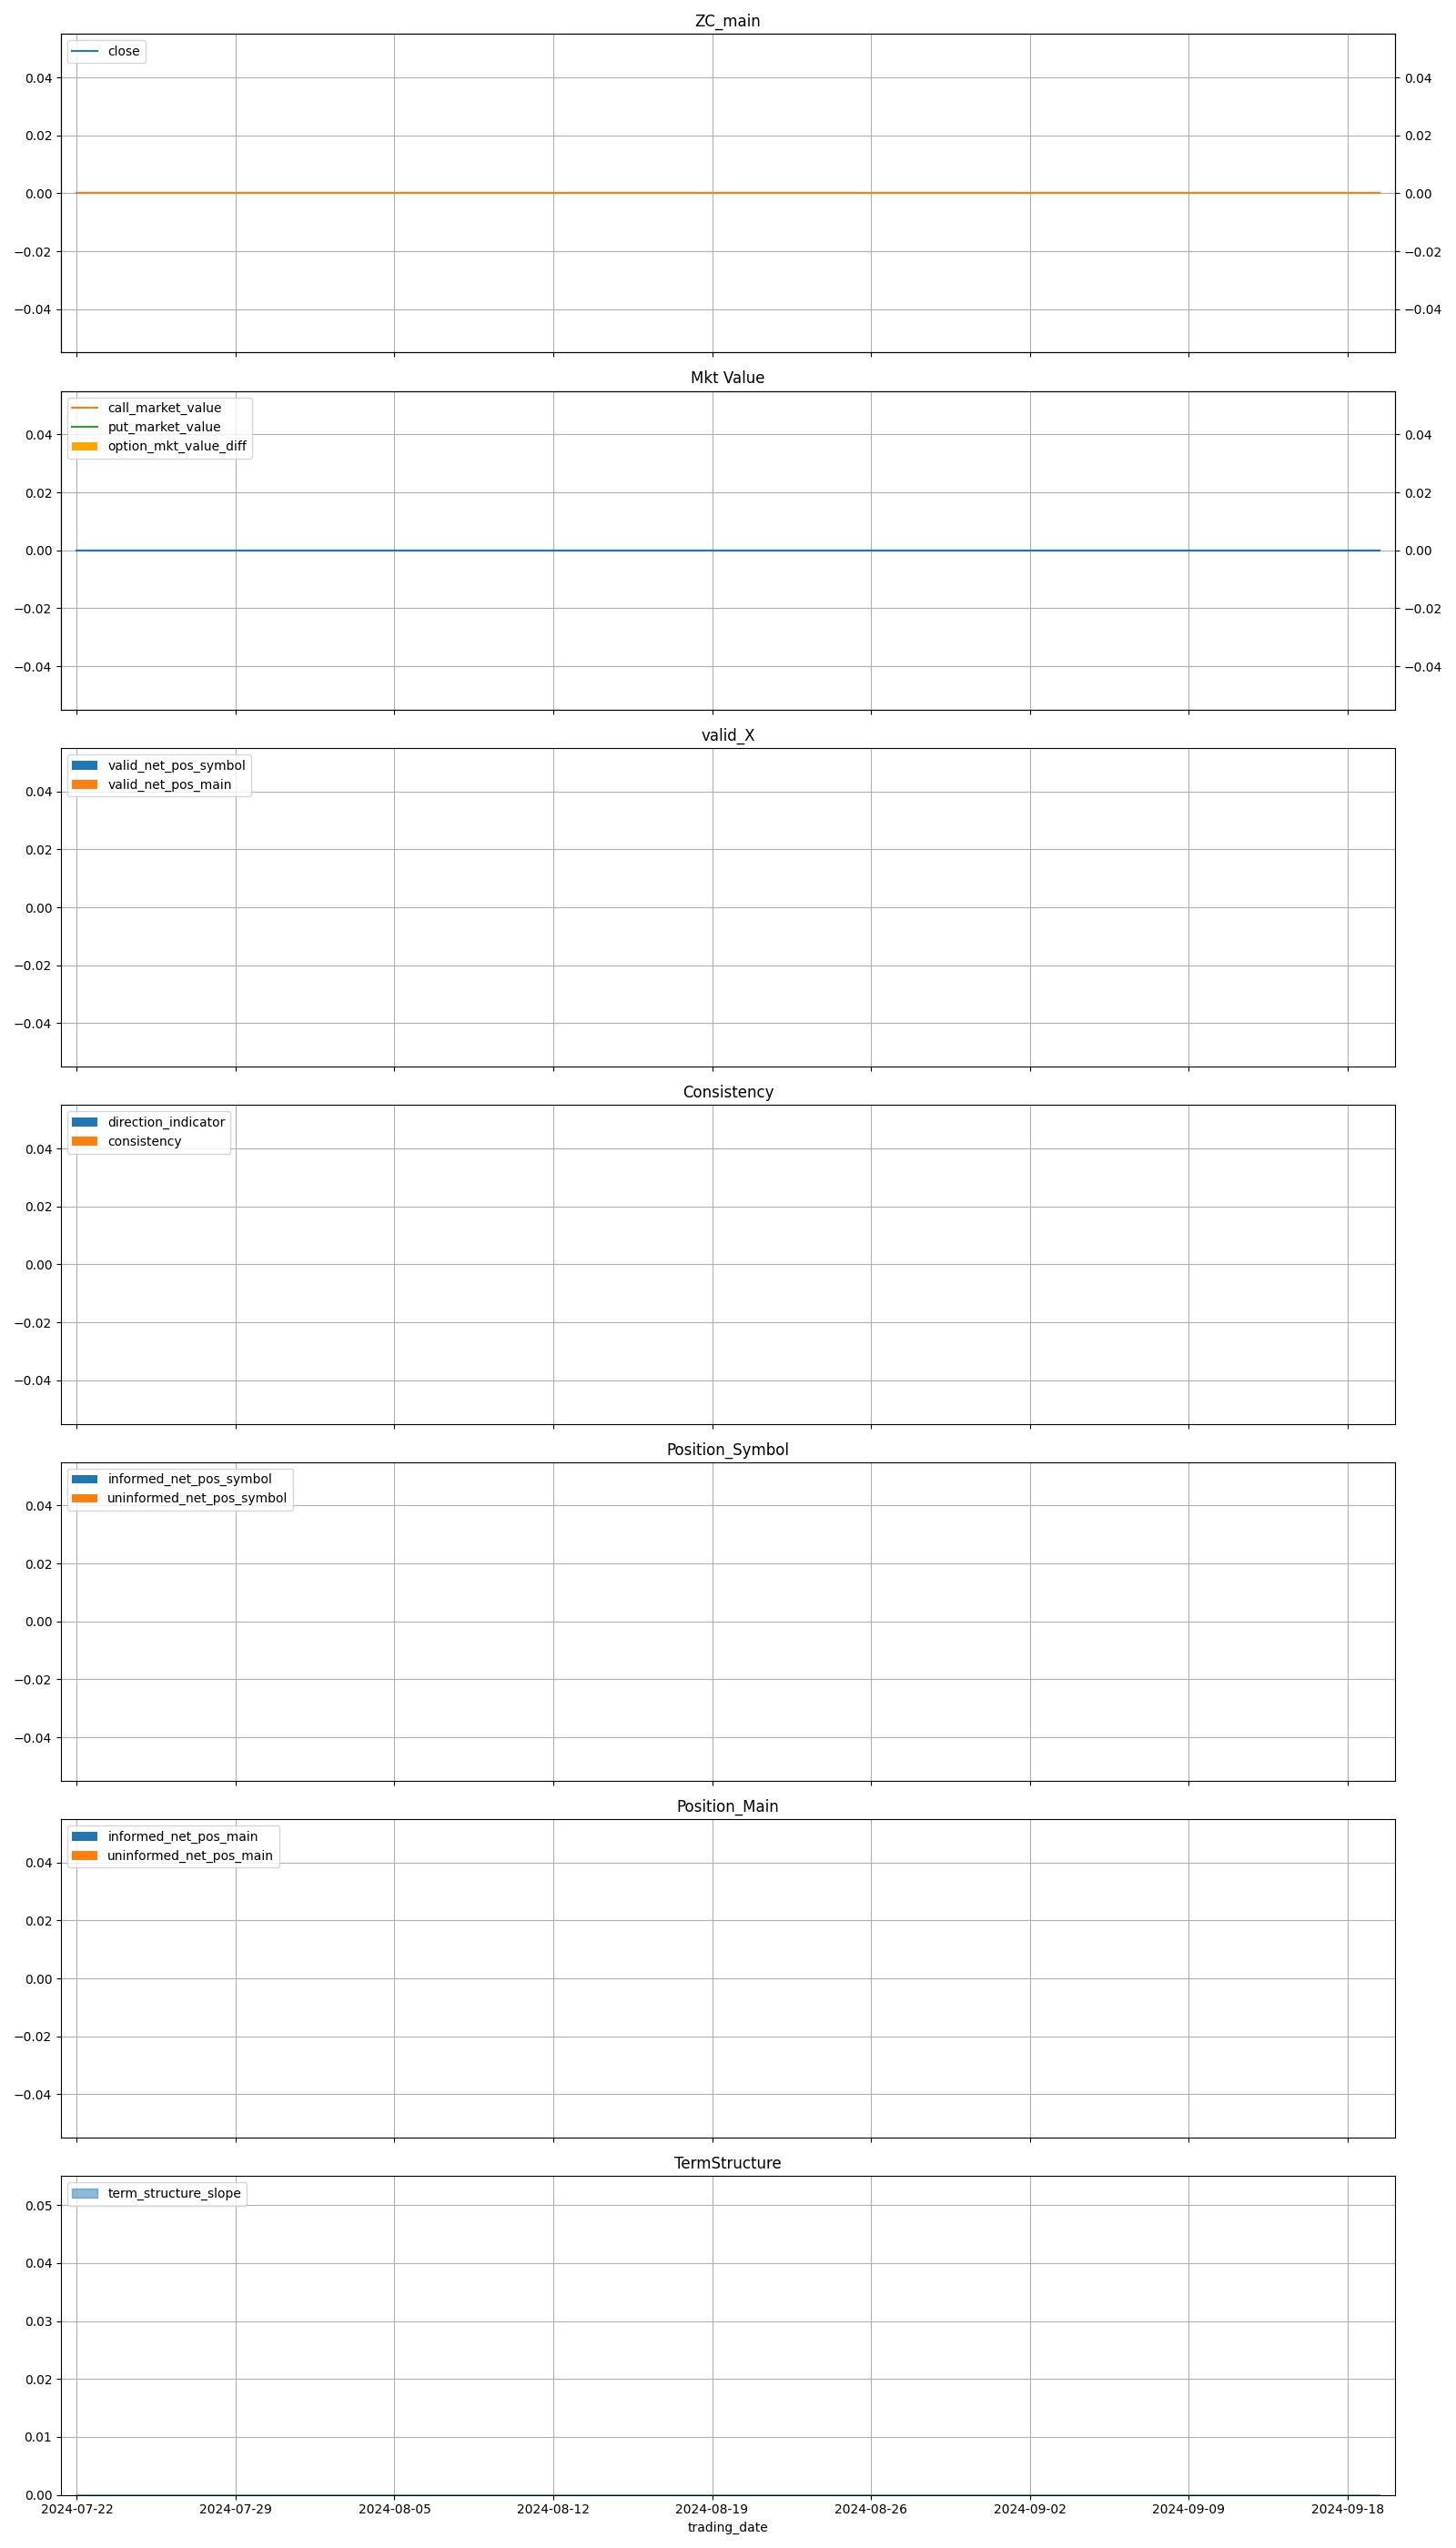 ZC_main
close
0.04 0.04
0.02 0.02
0.00 0.00
−0.02 −0.02
−0.04 −0.04
Mkt Value
call_market_value
put_market_value
option_mkt_value_diff
0.04 0.04
0.02 0.02
0.00 0.00
−0.02 −0.02
−0.04 −0.04
valid_X
valid_net_pos_symbol
valid_net_pos_main
0.04
0.02
0.00
−0.02
−0.04
Consistency
direction_indicator
consistency
0.04
0.02
0.00
−0.02
−0.04
Position_Symbol
informed_net_pos_symbol
uninformed_net_pos_symbol
0.04
0.02
0.00
−0.02
−0.04
Position_Main
informed_net_pos_main
uninformed_net_pos_main
0.04
0.02
0.00
−0.02
−0.04
TermStructure
term_structure_slope
0.05
0.04
0.03
0.02
0.01
0.00
2024-07-22 2024-07-29 2024-08-05 2024-08-12 2024-08-19 2024-08-26 2024-09-02 2024-09-09 2024-09-18
trading_date